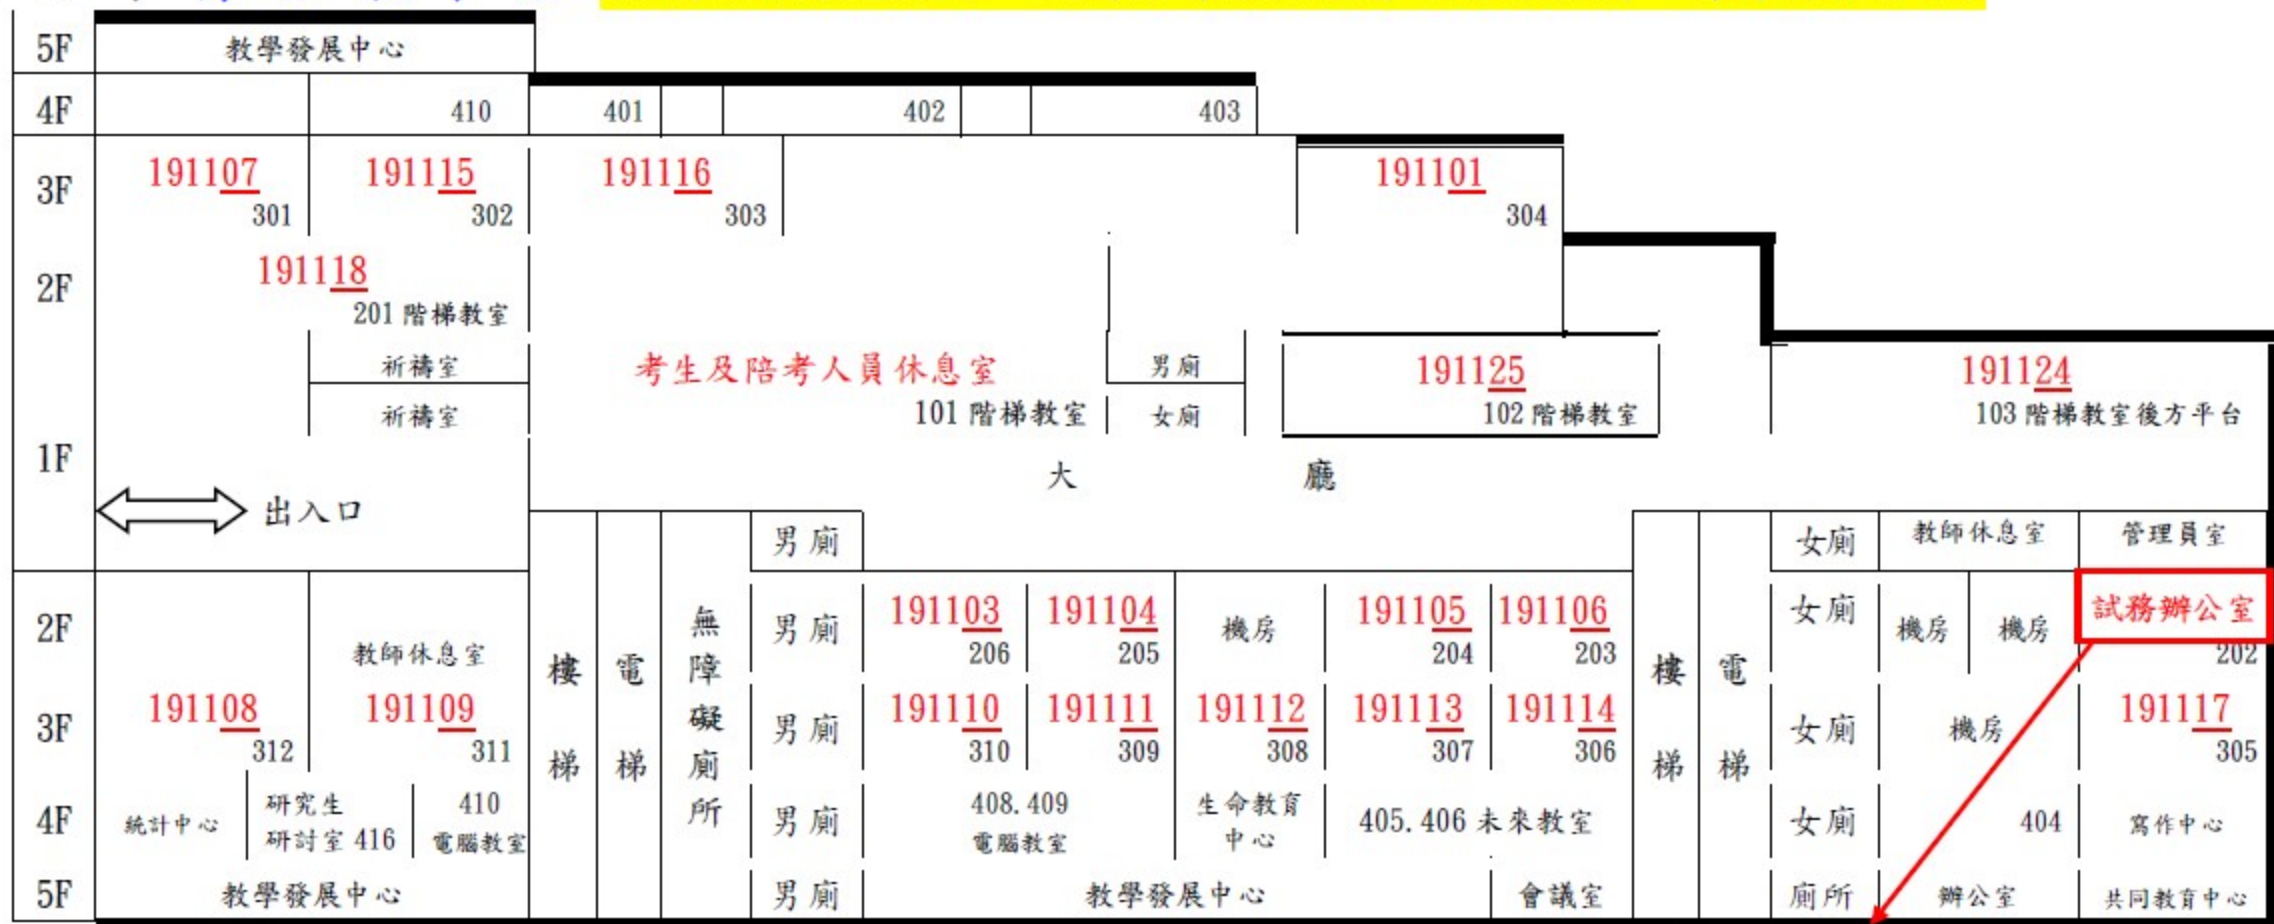 5F 教學發展中心
4F 410 401 402 403
3F 191107 191115 191116 191101
301 302 303 304
2F 191118
201 階梯教室
祈禱室 考生及陪考人員休息室 男廁 191125 191124
祈禱室 101 階梯教室 女廁 102 階梯教室 103 階梯教室後方平台
1F 大廳
出入口
男廁 女廁 教師休息室 管理員室
2F 教師休息室
樓梯 電梯 無障礙廁所
男廁 191103 191104 機房 191105 191106
206 205 204 203
樓梯 電梯
女廁 機房 機房 試務辦公室
202
3F 191108 191109 男廁 191110 191111 191112 191113 191114 女廁 機房 191117
312 311 310 309 308 307 306 305
4F 統計中心 研究生 410 男廁 408.409 生命教育 405.406 未來教室 女廁 404 寫作中心
研討室 416 電腦教室 電腦教室 中心
5F 教學發展中心 男廁 教學發展中心 會議室 廁所 辦公室 共同教育中心